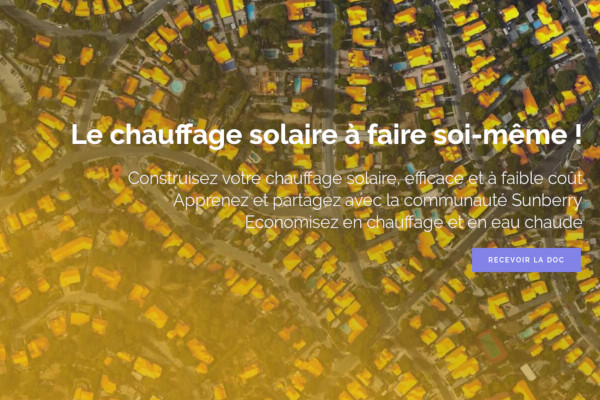 Le chauffage solaire à faire soi-même !
Construisez votre chauffage solaire, efficace et à faible coût
Apprenez et partagez avec la communauté Sunberry
Economisez en chauffage et en eau chaude
RECEVOIR LA DOC